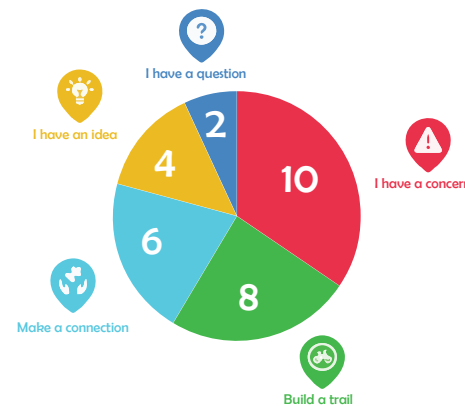 ?
I have a question
I have an idea
2
4
10
!
I have a concern
6
8
Make a connection
Build a trail